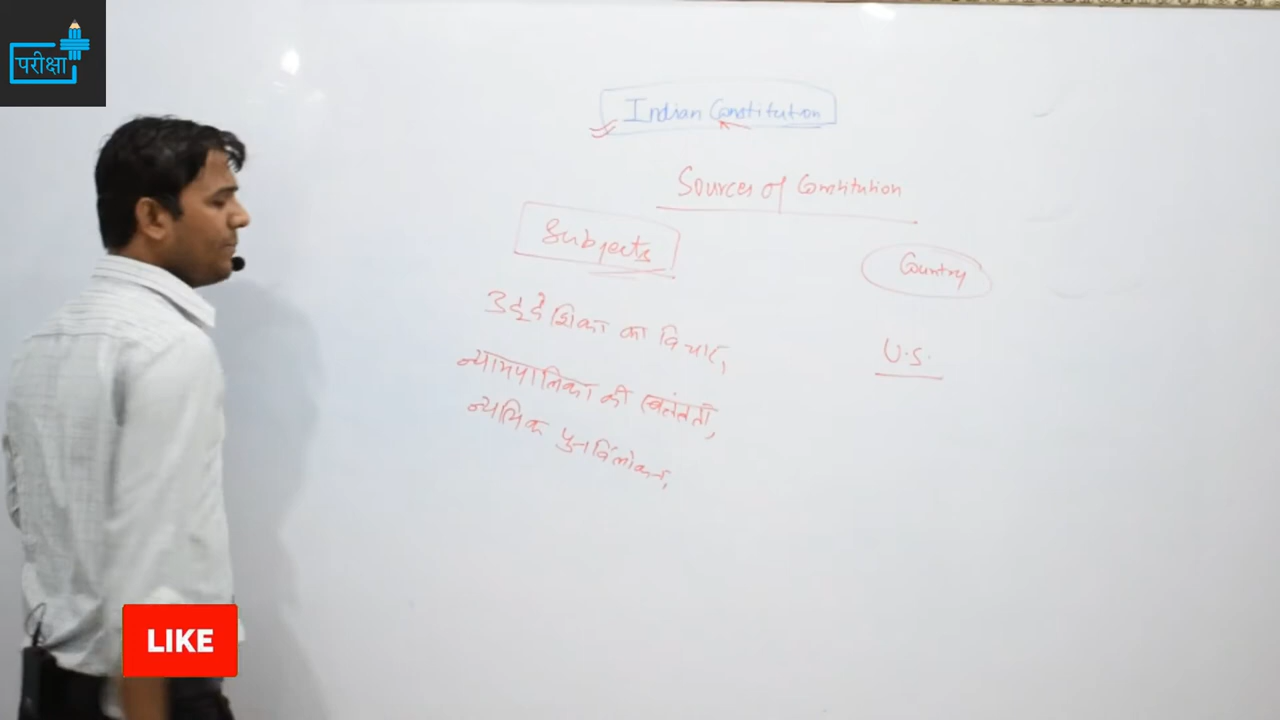 परीक्षा
Indian Constitution
Sources of Constitution
Subjects
Country
उद्देशिका का विचार,
U.S.
न्यायपालिका की स्वतंत्रता,
न्यायिक पुनर्विलोकन,
LIKE